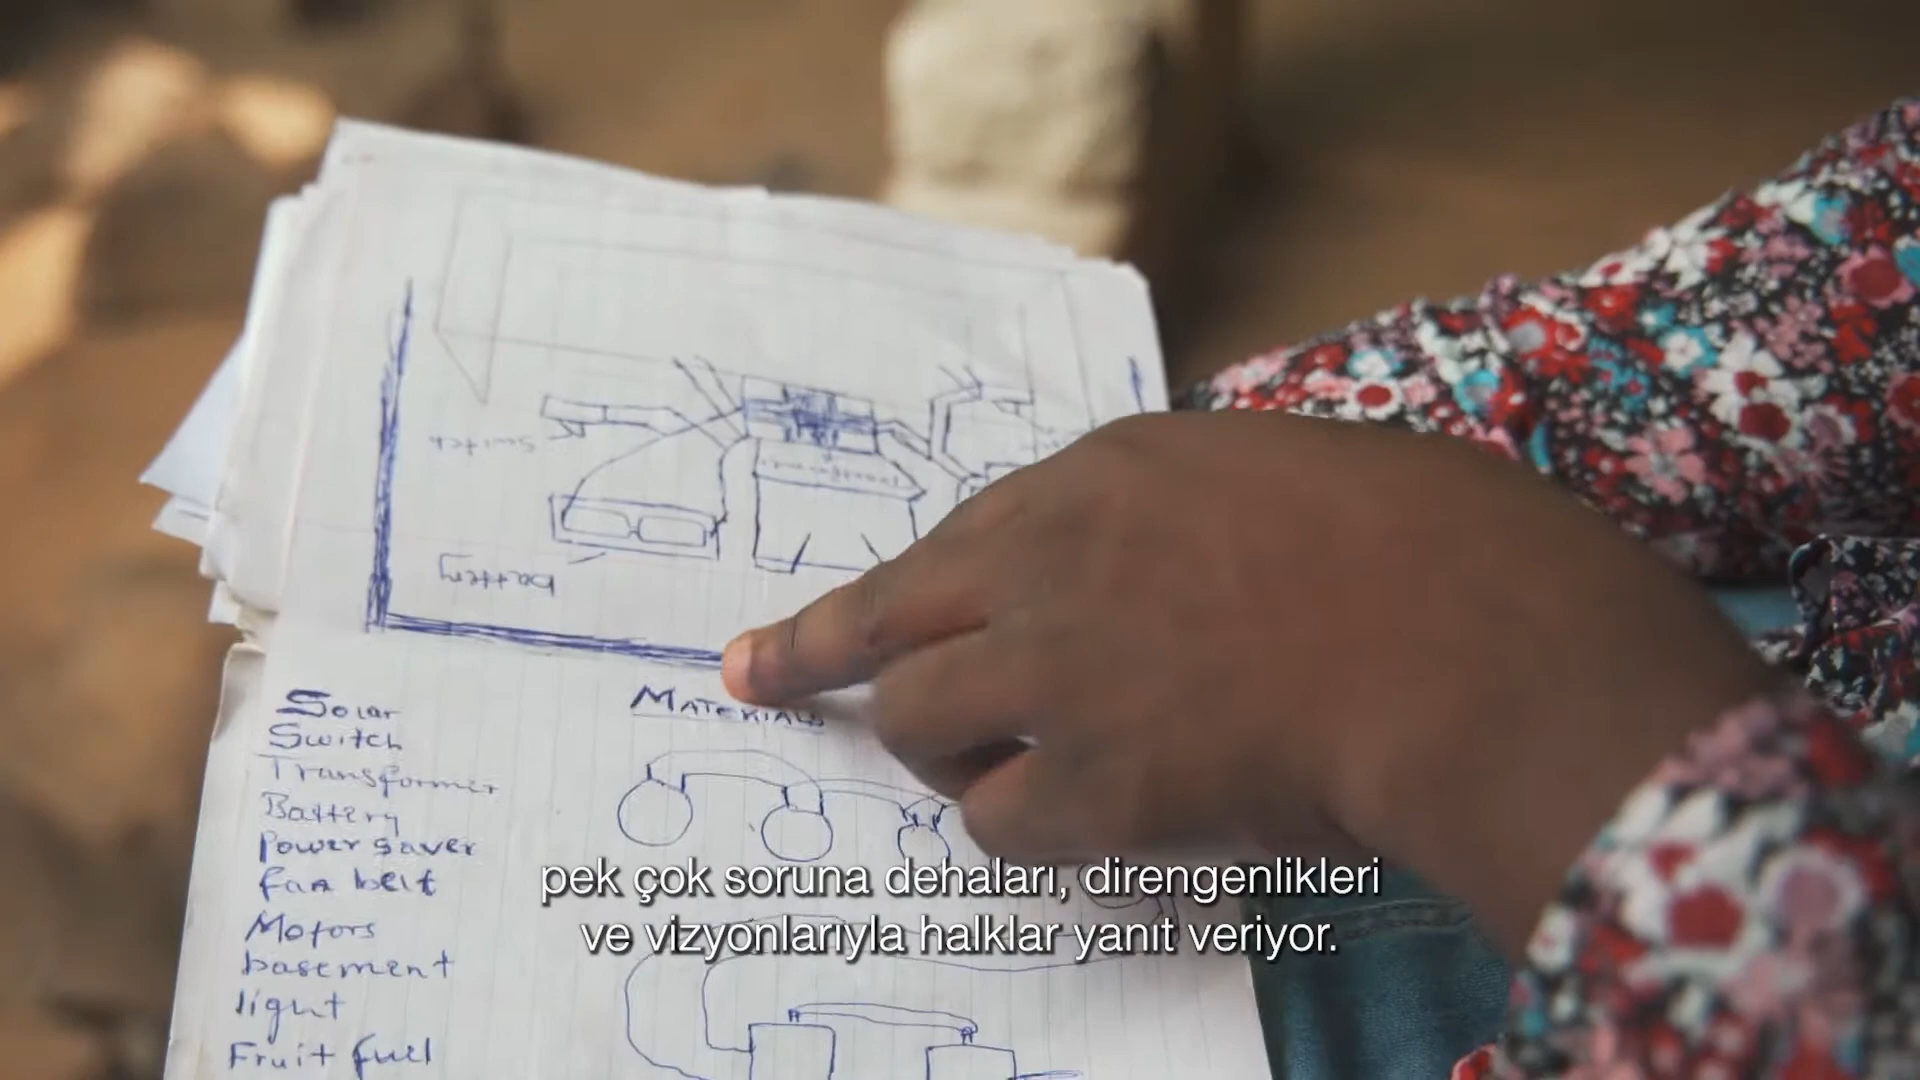 Switch
transformer
battery
MATERIALS
Solar
Switch
Transformer
Battery
Power saver
fan belt
Motors
basement
light
Fruit fuel
pek çok soruna dehaları, direngenlikleri
ve vizyonlarıyla halklar yanıt veriyor.